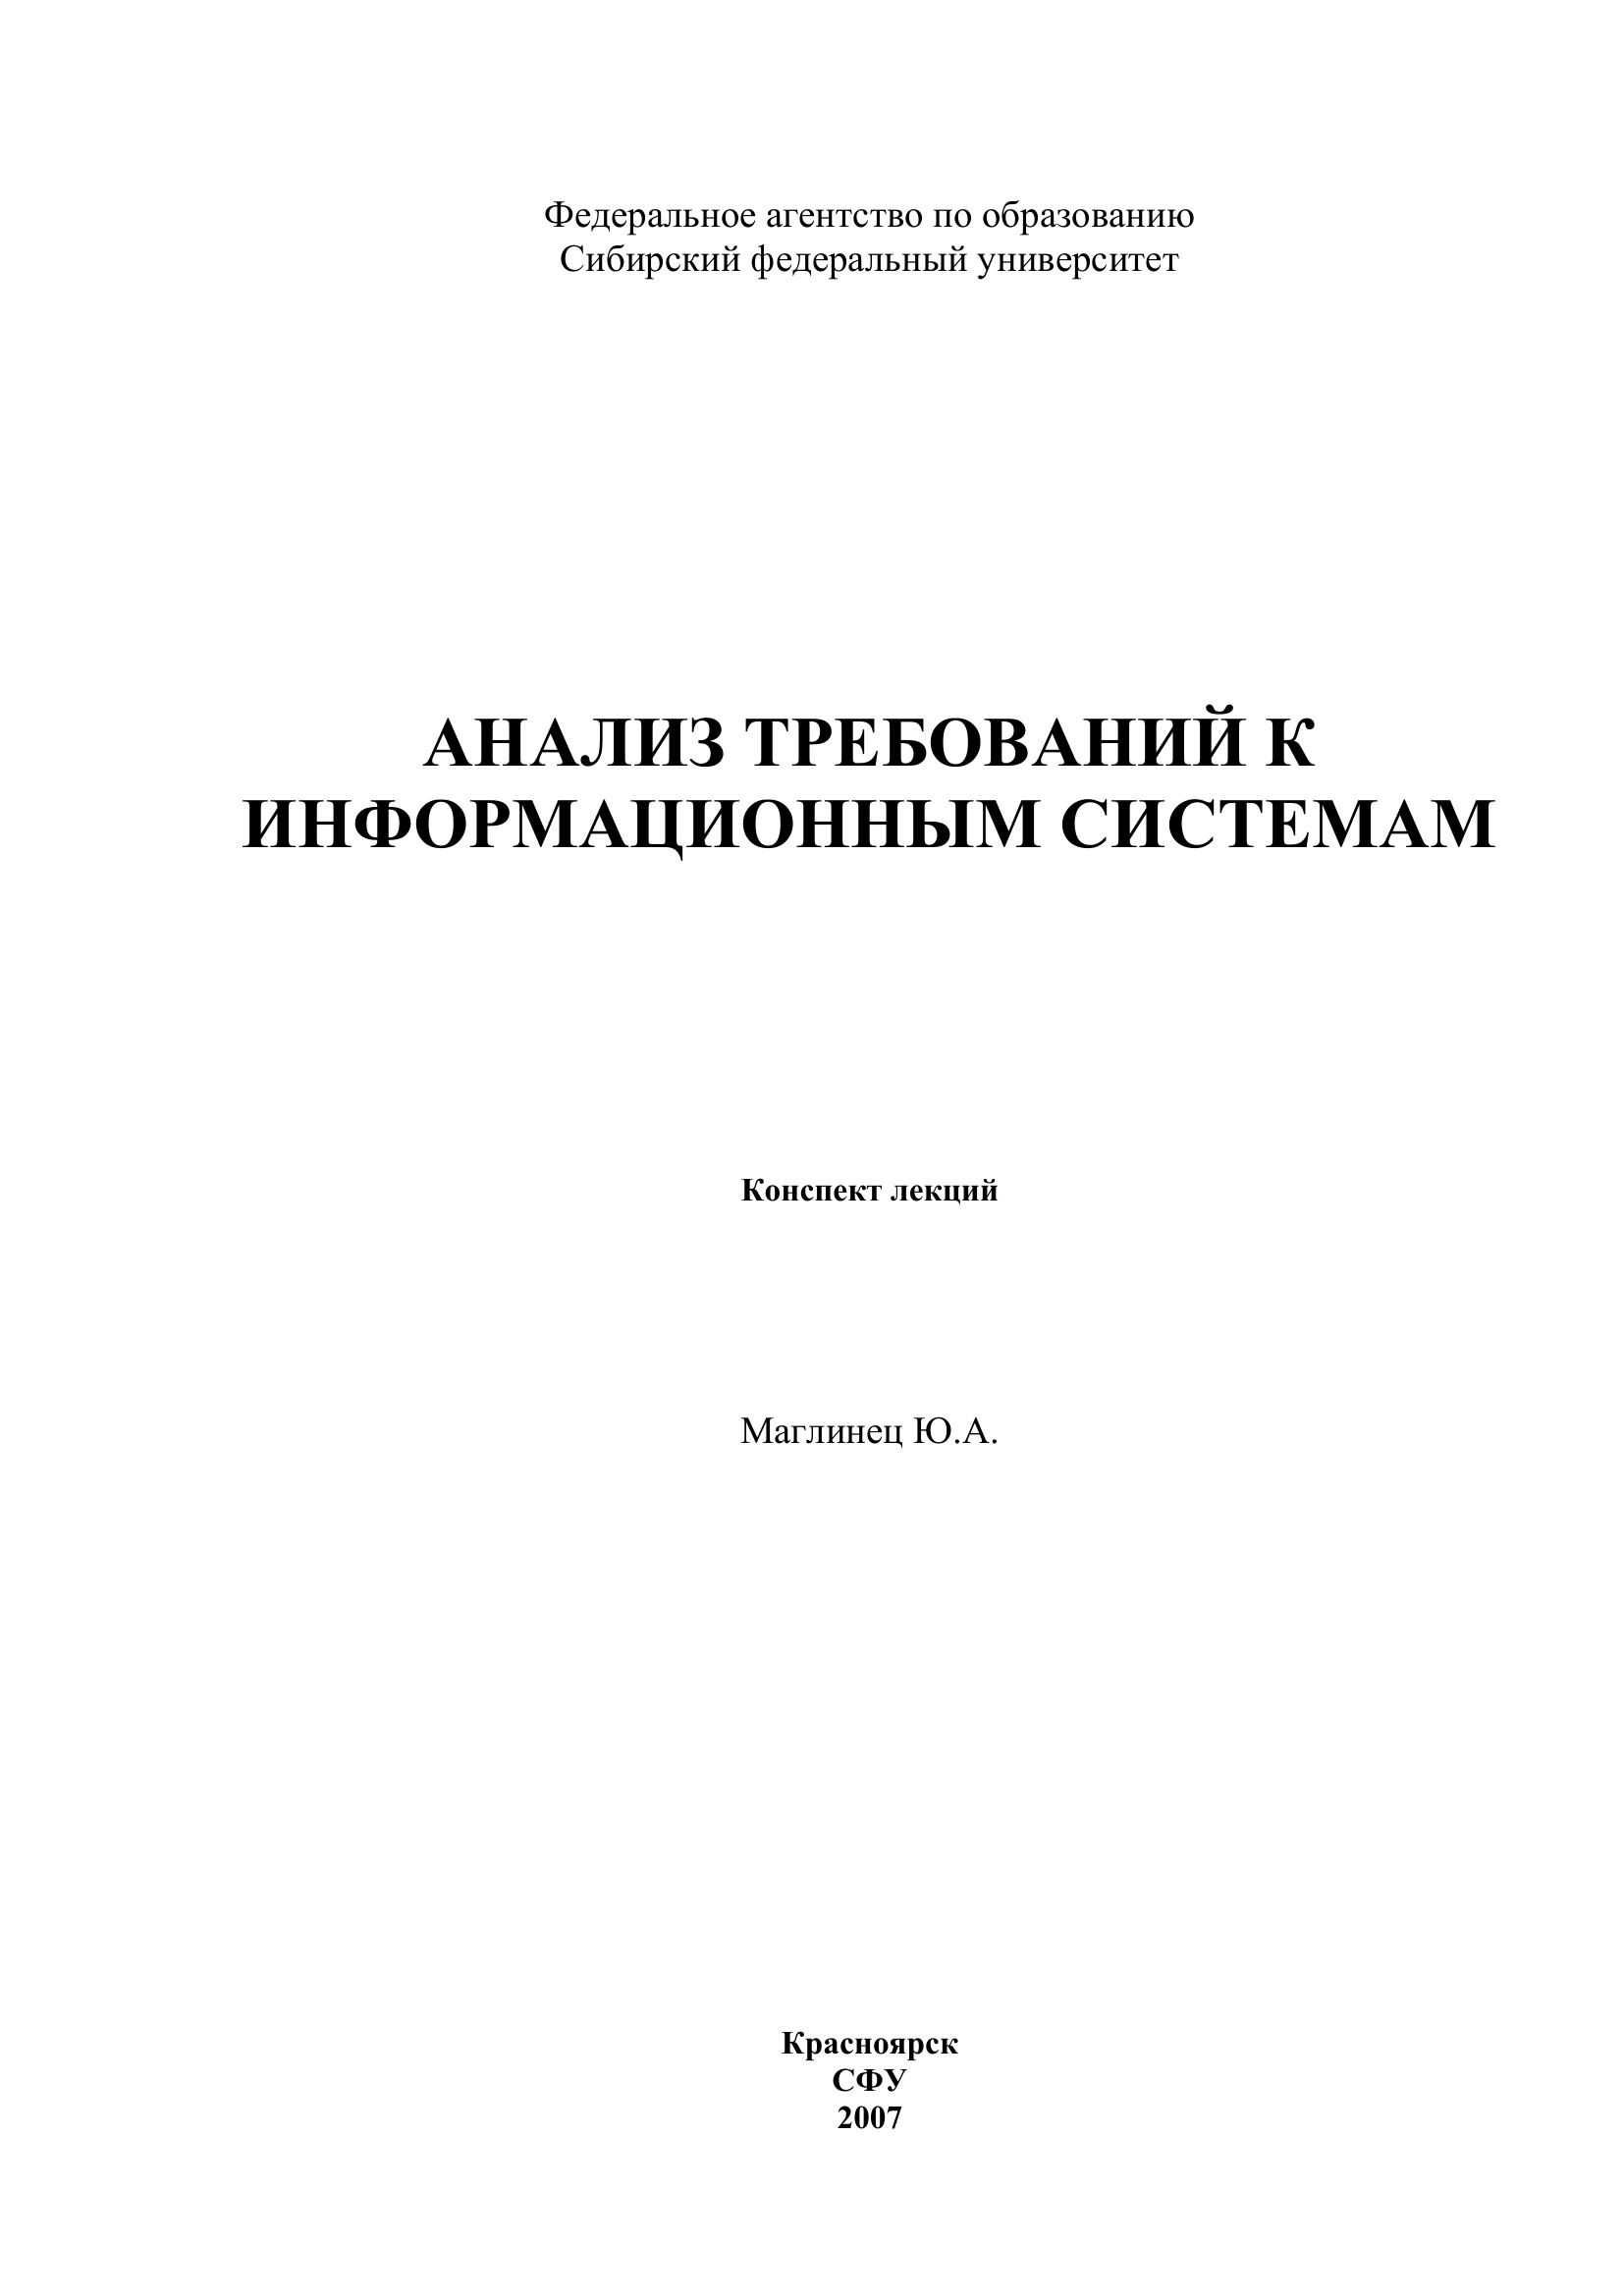 Федеральное агентство по образованию
Сибирский федеральный университет
АНАЛИЗ ТРЕБОВАНИЙ К
ИНФОРМАЦИОННЫМ СИСТЕМАМ
Конспект лекций
Маглинец Ю.А.
Красноярск
СФУ
2007